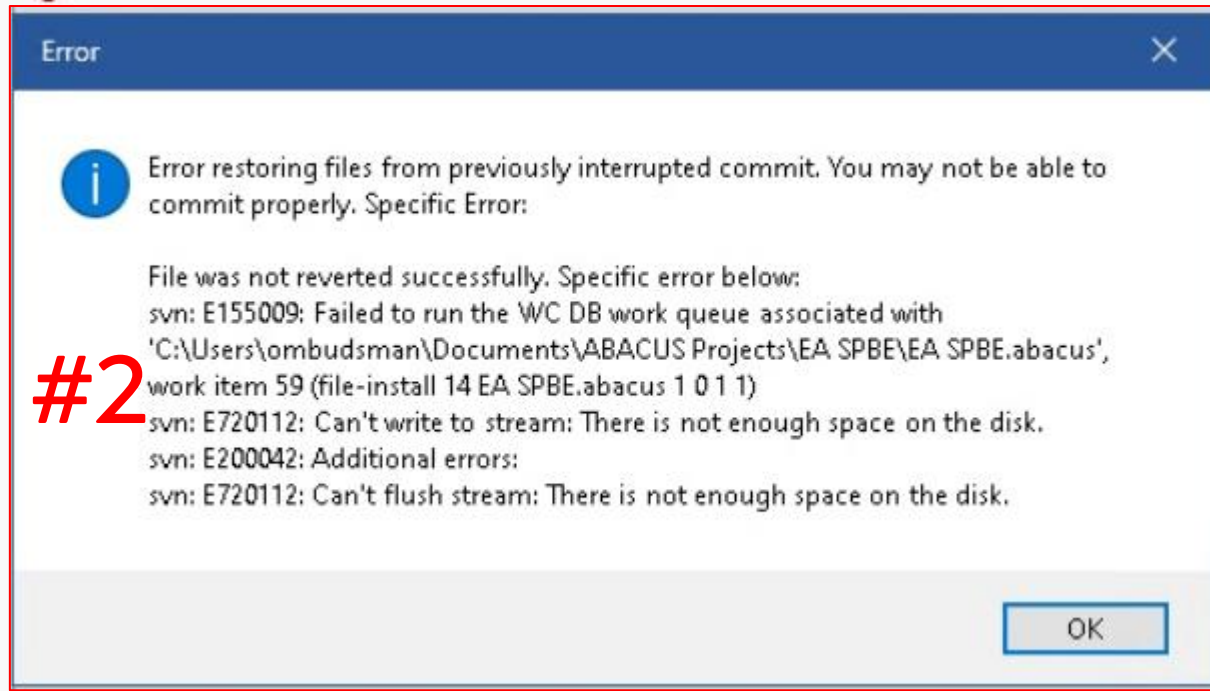 Error
Error restoring files from previously interrupted commit. You may not be able to
commit properly. Specific Error:
File was not reverted successfully. Specific error below:
svn: E155009: Failed to run the WC DB work queue associated with
'C:\Users\ombudsman\Documents\ABACUS Projects\EA SPBE\EA SPBE.abacus',
#2
work item 59 (file-install 14 EA SPBE.abacus 1 0 1 1)
svn: E720112: Can't write to stream: There is not enough space on the disk.
svn: E200042: Additional errors:
svn: E720112: Can't flush stream: There is not enough space on the disk.
OK